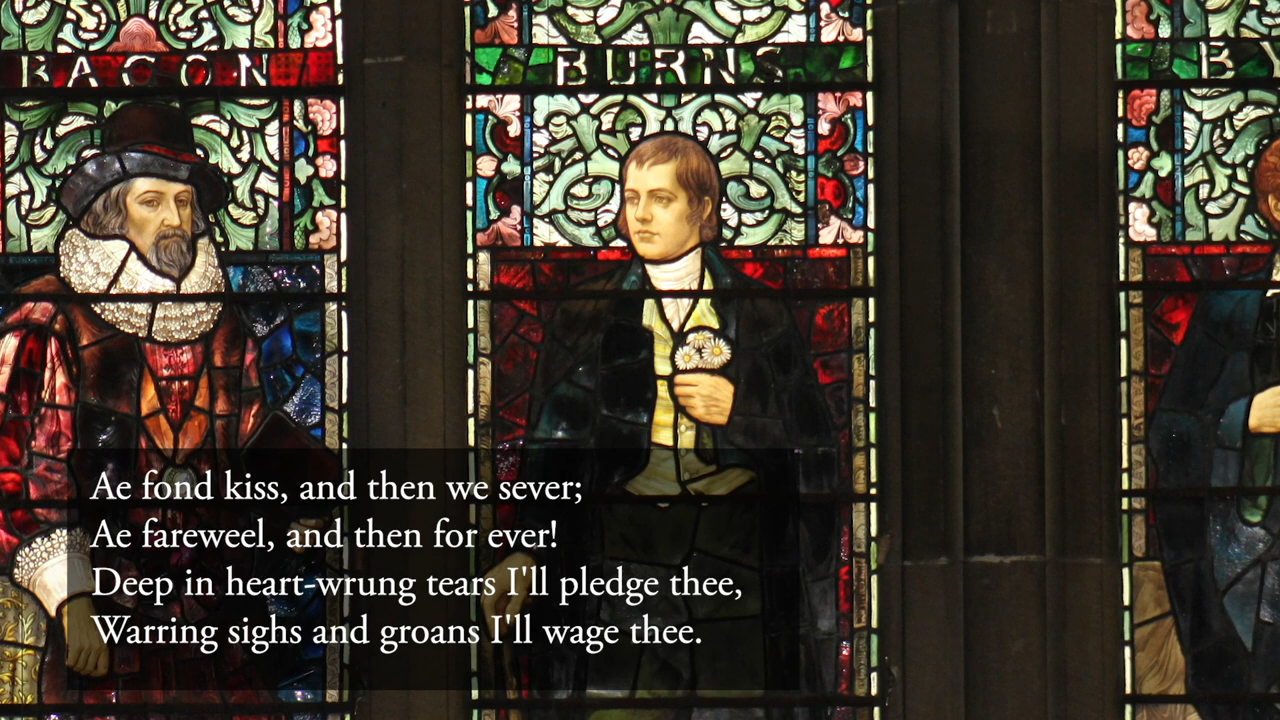 BACON
BURNS
Ae fond kiss, and then we sever;
Ae fareweel, and then for ever!
Deep in heart-wrung tears I'll pledge thee,
Warring sighs and groans I'll wage thee.